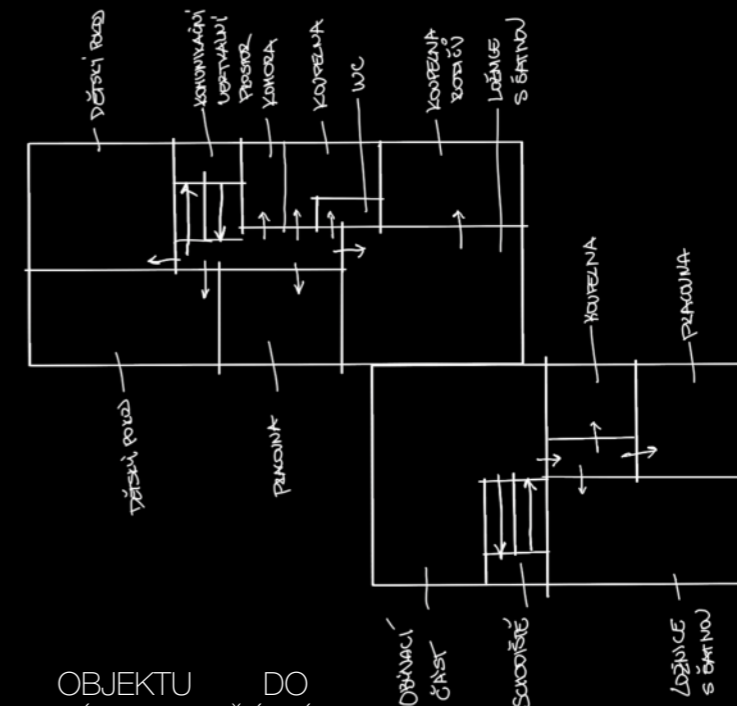 DĚTSKÝ POKOJ
KOMUNIKAČNÍ
VERTIKÁLNÍ
PROSTOR
KOMORA
KOUPELNA
WC
KOUPELNA
RODIČŮ
LOŽNICE
S ŠATNOU
DĚTSKÝ POKOJ
PRACOVNA
KOUPELNA
PRACOVNA
OBÝVACÍ
ČÁST
SCHODIŠTĚ
LOŽNICE
S ŠATNOU
OBJEKTU DO